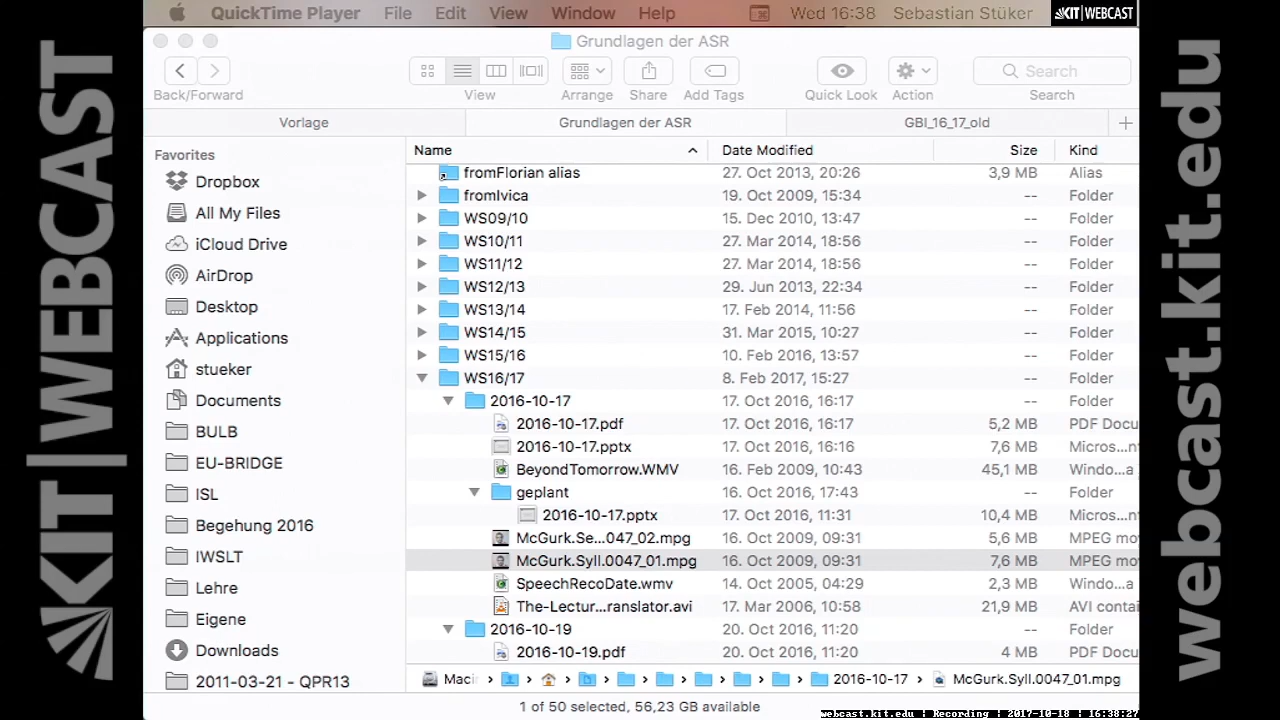 QuickTime Player File Edit View Window Help Wed 16:38 Sebastian Stüker KIT|WEBCAST
Grundlagen der ASR
Search
Back/Forward View Arrange Share Add Tags Quick Look Action Search
Vorlage Grundlagen der ASR GBI_16_17_old
Favorites
Dropbox
All My Files
iCloud Drive
AirDrop
Desktop
Applications
stueker
Documents
BULB
EU-BRIDGE
ISL
Begehung 2016
IWSLT
Lehre
Eigene
Downloads
2011-03-21 - QPR13
Name Date Modified Size Kind
fromFlorian alias 27. Oct 2013, 20:26 3,9 MB Alias
fromIvica 19. Oct 2009, 15:34 -- Folder
WS09/10 15. Dec 2010, 13:47 -- Folder
WS10/11 27. Mar 2014, 18:56 -- Folder
WS11/12 27. Mar 2014, 18:56 -- Folder
WS12/13 29. Jun 2013, 22:34 -- Folder
WS13/14 17. Feb 2014, 11:56 -- Folder
WS14/15 31. Mar 2015, 10:27 -- Folder
WS15/16 10. Feb 2016, 13:57 -- Folder
WS16/17 8. Feb 2017, 15:27 -- Folder
2016-10-17 17. Oct 2016, 16:17 -- Folder
2016-10-17.pdf 17. Oct 2016, 16:17 5,2 MB PDF Docu
2016-10-17.pptx 17. Oct 2016, 16:16 7,6 MB Micros...nt
BeyondTomorrow.WMV 16. Feb 2009, 10:43 45,1 MB Windo...a
geplant 16. Oct 2016, 17:43 -- Folder
2016-10-17.pptx 17. Oct 2016, 11:31 10,4 MB Micros...nt
McGurk.Se...047_02.mpg 16. Oct 2009, 09:31 5,6 MB MPEG mo
McGurk.Syll.0047_01.mpg 16. Oct 2009, 09:31 7,6 MB MPEG mo
SpeechRecoDate.wmv 14. Oct 2005, 04:29 2,3 MB Windo...a
The-Lectur...ranslator.avi 17. Mar 2006, 10:58 21,9 MB AVI contai
2016-10-19 20. Oct 2016, 11:20 -- Folder
2016-10-19.pdf 20. Oct 2016, 11:20 4 MB PDF Docu
Macin 2016-10-17 McGurk.Syll.0047_01.mpg
1 of 50 selected, 56,23 GB available
webcast.kit.edu | Recording | 2017-10-18 | 16:38:27
KIT|WEBCAST
webcast.kit.edu